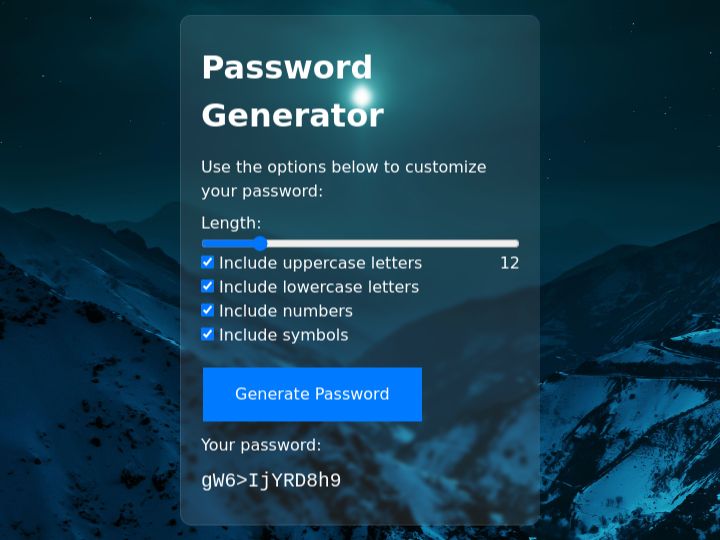 Password
Generator
Use the options below to customize
your password:
Length:
Include uppercase letters 12
Include lowercase letters
Include numbers
Include symbols
Generate Password
Your password:
gW6>IjYRD8h9